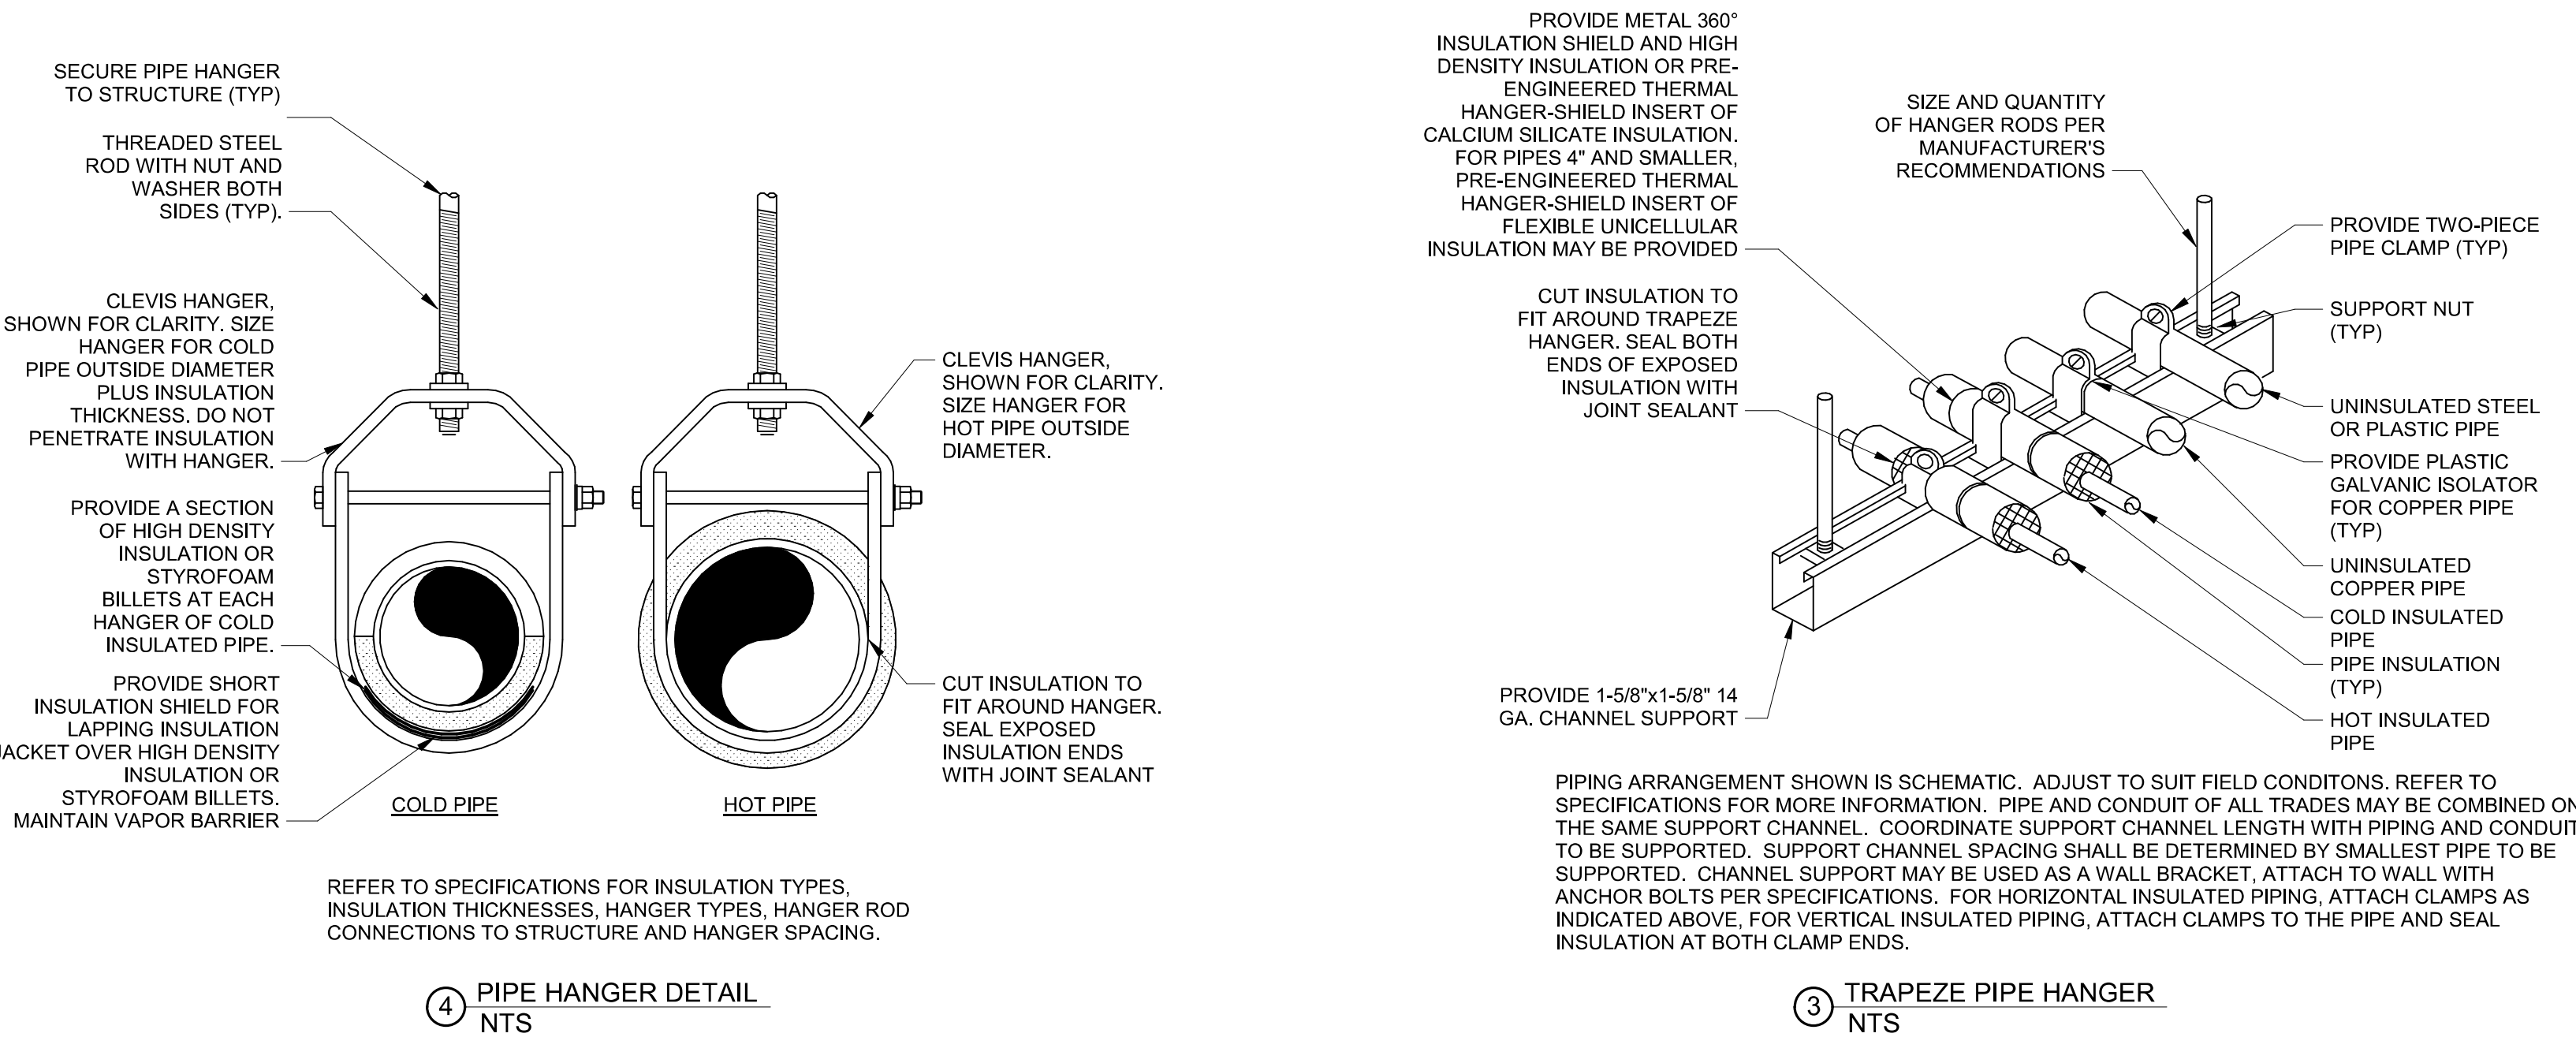 SECURE PIPE HANGER
TO STRUCTURE (TYP)
THREADED STEEL
ROD WITH NUT AND
WASHER BOTH
SIDES (TYP).
CLEVIS HANGER,
SHOWN FOR CLARITY. SIZE
HANGER FOR COLD
PIPE OUTSIDE DIAMETER
PLUS INSULATION
THICKNESS. DO NOT
PENETRATE INSULATION
WITH HANGER.
PROVIDE A SECTION
OF HIGH DENSITY
INSULATION OR
STYROFOAM
BILLETS AT EACH
HANGER OF COLD
INSULATED PIPE.
PROVIDE SHORT
INSULATION SHIELD FOR
LAPPING INSULATION
JACKET OVER HIGH DENSITY
INSULATION OR
STYROFOAM BILLETS.
MAINTAIN VAPOR BARRIER
CLEVIS HANGER,
SHOWN FOR CLARITY.
SIZE HANGER FOR
HOT PIPE OUTSIDE
DIAMETER.
CUT INSULATION TO
FIT AROUND HANGER.
SEAL EXPOSED
INSULATION ENDS
WITH JOINT SEALANT
COLD PIPE
HOT PIPE
REFER TO SPECIFICATIONS FOR INSULATION TYPES,
INSULATION THICKNESSES, HANGER TYPES, HANGER ROD
CONNECTIONS TO STRUCTURE AND HANGER SPACING.
4 PIPE HANGER DETAIL
NTS
PROVIDE METAL 360°
INSULATION SHIELD AND HIGH
DENSITY INSULATION OR PRE-
ENGINEERED THERMAL
HANGER-SHIELD INSERT OF
CALCIUM SILICATE INSULATION.
FOR PIPES 4" AND SMALLER,
PRE-ENGINEERED THERMAL
HANGER-SHIELD INSERT OF
FLEXIBLE UNICELLULAR
INSULATION MAY BE PROVIDED
CUT INSULATION TO
FIT AROUND TRAPEZE
HANGER. SEAL BOTH
ENDS OF EXPOSED
INSULATION WITH
JOINT SEALANT
PROVIDE 1-5/8"x1-5/8" 14
GA. CHANNEL SUPPORT
SIZE AND QUANTITY
OF HANGER RODS PER
MANUFACTURER'S
RECOMMENDATIONS
PROVIDE TWO-PIECE
PIPE CLAMP (TYP)
SUPPORT NUT
(TYP)
UNINSULATED STEEL
OR PLASTIC PIPE
PROVIDE PLASTIC
GALVANIC ISOLATOR
FOR COPPER PIPE
(TYP)
UNINSULATED
COPPER PIPE
COLD INSULATED
PIPE
PIPE INSULATION
(TYP)
HOT INSULATED
PIPE
PIPING ARRANGEMENT SHOWN IS SCHEMATIC.  ADJUST TO SUIT FIELD CONDITONS. REFER TO
SPECIFICATIONS FOR MORE INFORMATION.  PIPE AND CONDUIT OF ALL TRADES MAY BE COMBINED ON
THE SAME SUPPORT CHANNEL.  COORDINATE SUPPORT CHANNEL LENGTH WITH PIPING AND CONDUIT
TO BE SUPPORTED.  SUPPORT CHANNEL SPACING SHALL BE DETERMINED BY SMALLEST PIPE TO BE
SUPPORTED.  CHANNEL SUPPORT MAY BE USED AS A WALL BRACKET, ATTACH TO WALL WITH
ANCHOR BOLTS PER SPECIFICATIONS.  FOR HORIZONTAL INSULATED PIPING, ATTACH CLAMPS AS
INDICATED ABOVE, FOR VERTICAL INSULATED PIPING, ATTACH CLAMPS TO THE PIPE AND SEAL
INSULATION AT BOTH CLAMP ENDS.
3 TRAPEZE PIPE HANGER
NTS